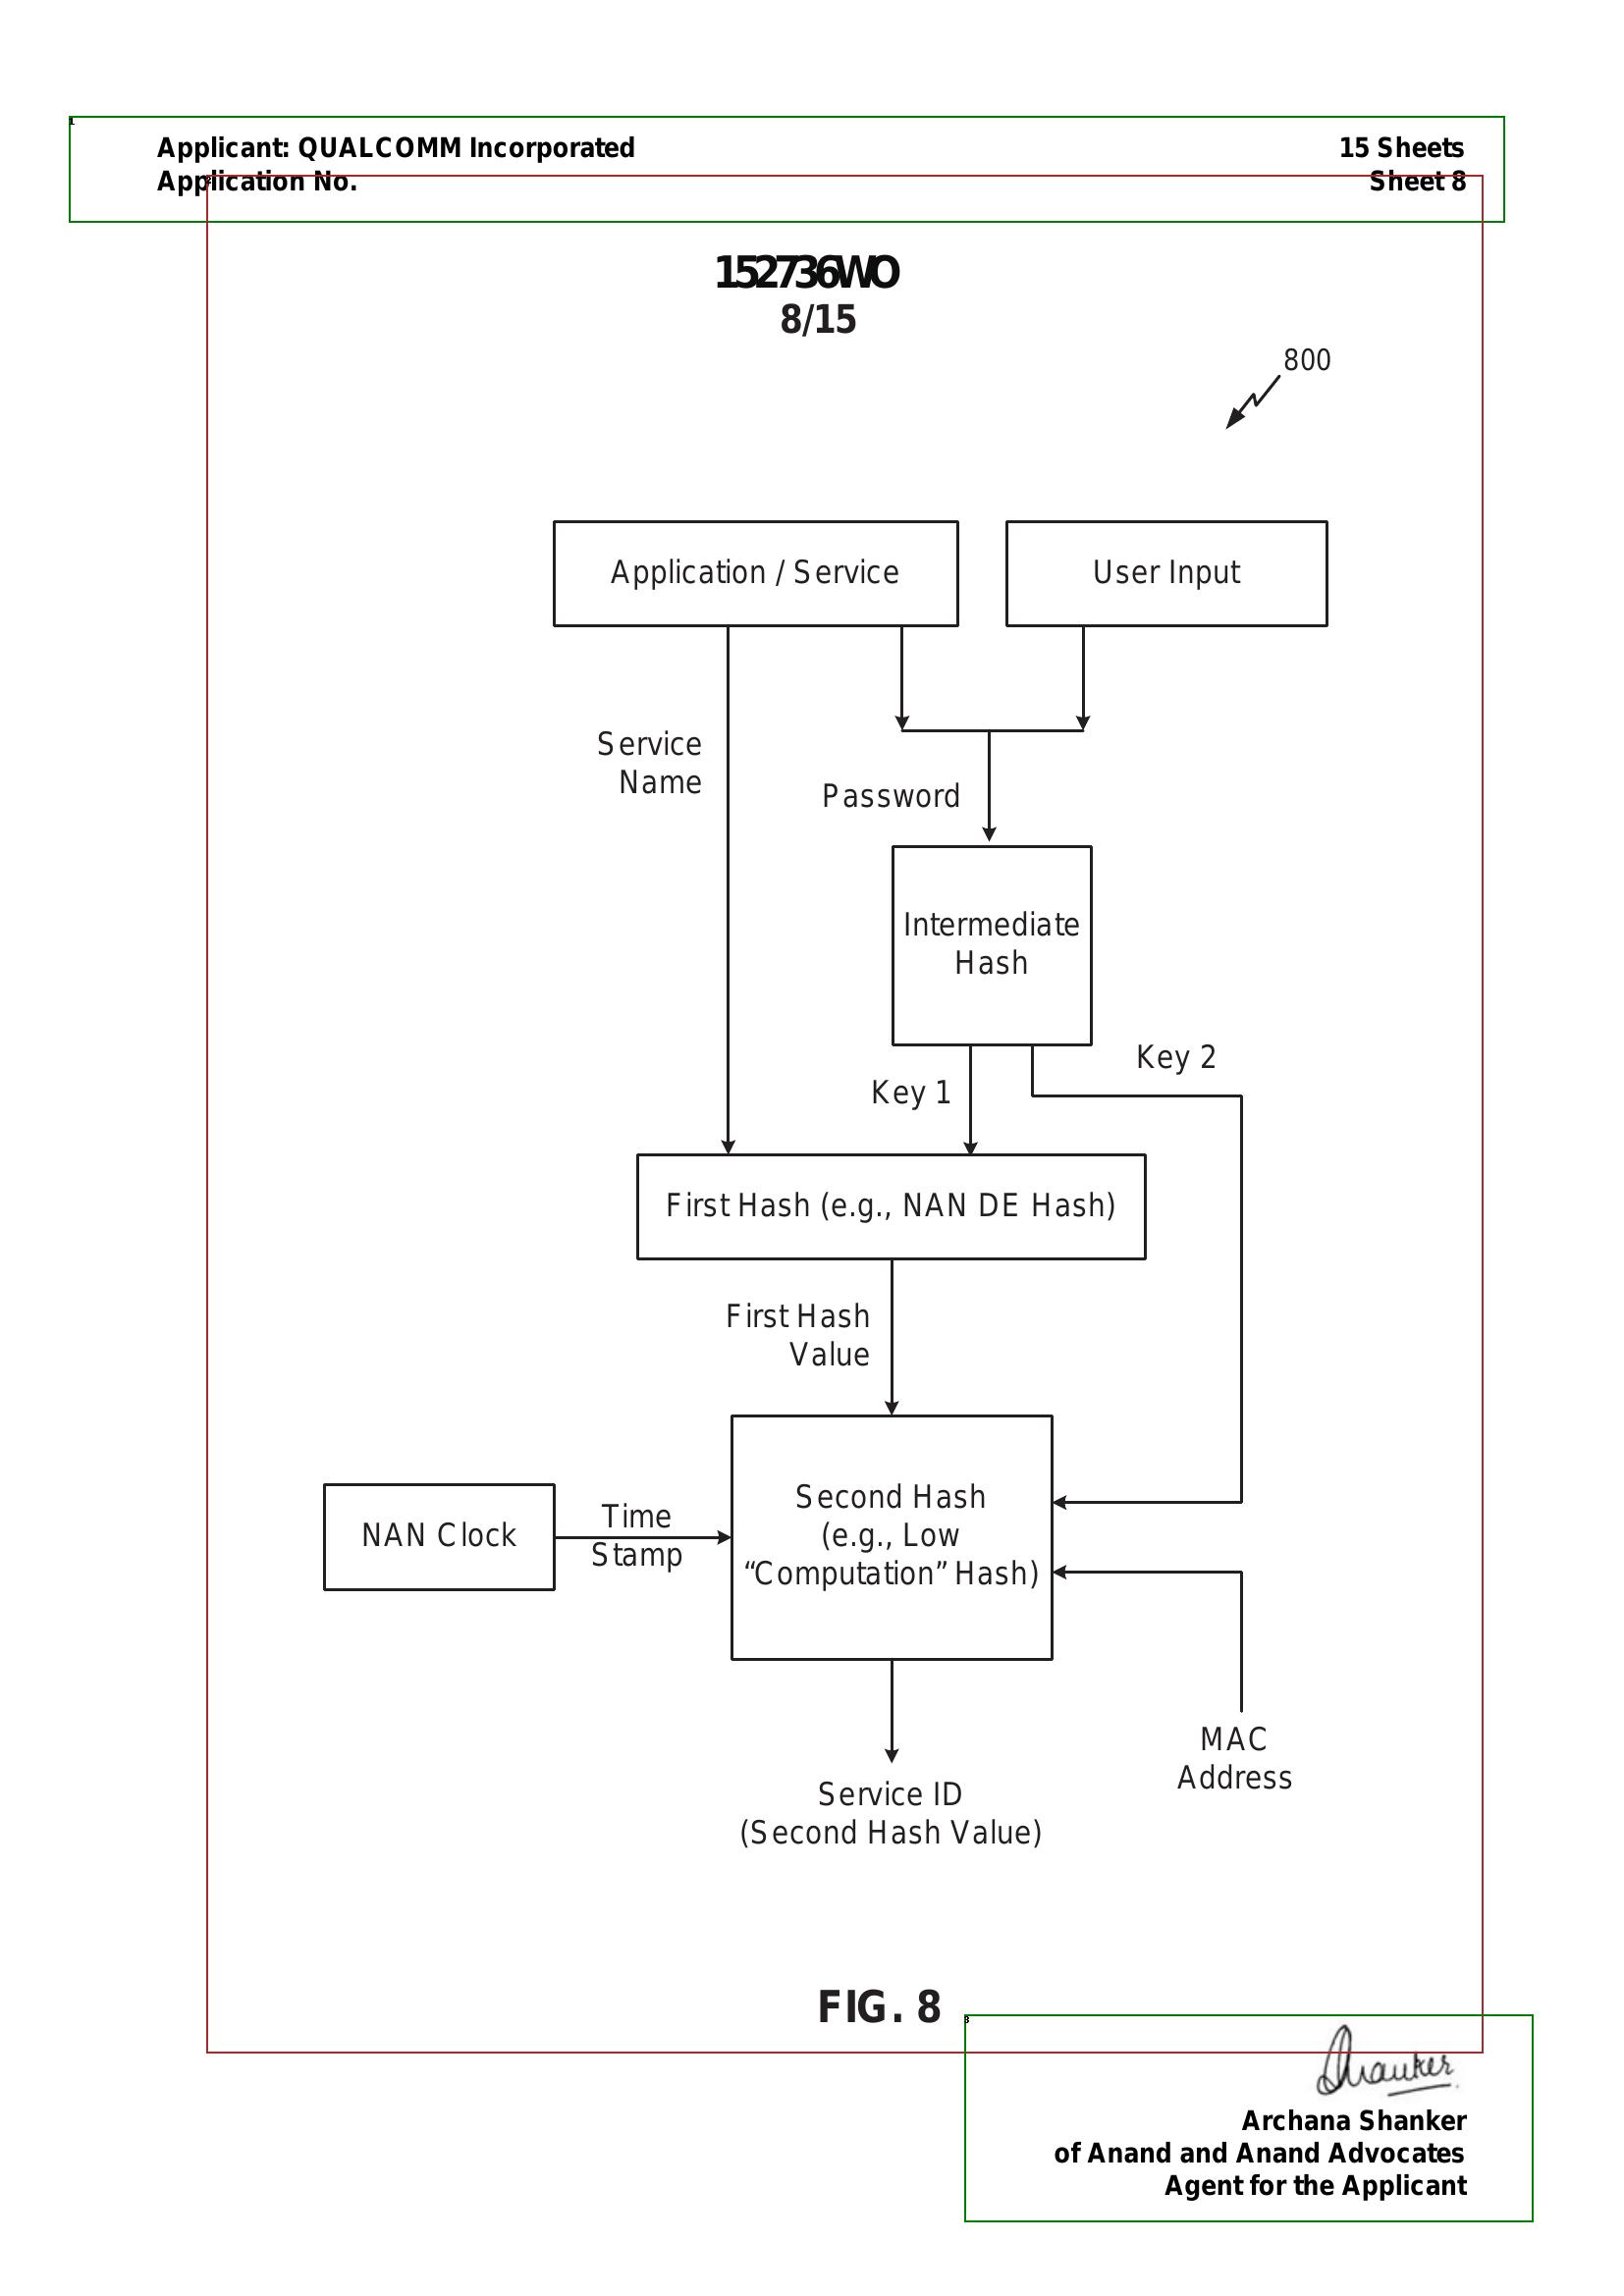 Applicant: QUALCOMM Incorporated
15 Sheets
Application No.
Sheet 8
152736WO
8/15
800
Application / Service
User Input
Service
Name
Password
Intermediate
Hash
Key 2
Key 1
First Hash (e.g., NAN DE Hash)
First Hash
Value
NAN Clock
Time
Stamp
Second Hash
(e.g., Low
“Computation” Hash)
MAC
Address
Service ID
(Second Hash Value)
FIG. 8
Shanker
Archana Shanker
of Anand and Anand Advocates
Agent for the Applicant